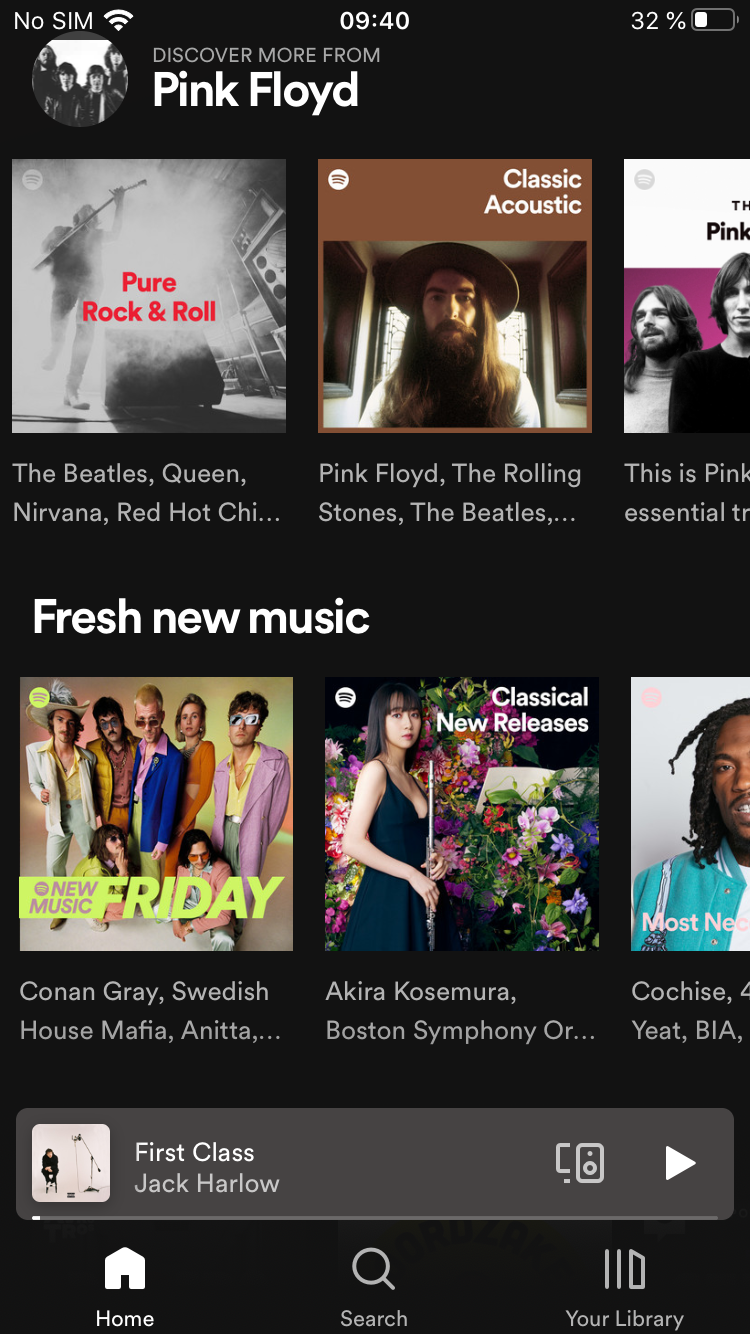 No SIM 09:40 32 %
DISCOVER MORE FROM
Pink Floyd
Pure
Rock & Roll
Classic
Acoustic
TH
Pink
The Beatles, Queen,
Nirvana, Red Hot Chi...
Pink Floyd, The Rolling
Stones, The Beatles,...
This is Pink
essential tr
Fresh new music
NEW
MUSIC
FRIDAY
Classical
New Releases
Most Nec
Conan Gray, Swedish
House Mafia, Anitta,...
Akira Kosemura,
Boston Symphony Or...
Cochise, 4
Yeat, BIA,
First Class
Jack Harlow
Home
Search
Your Library